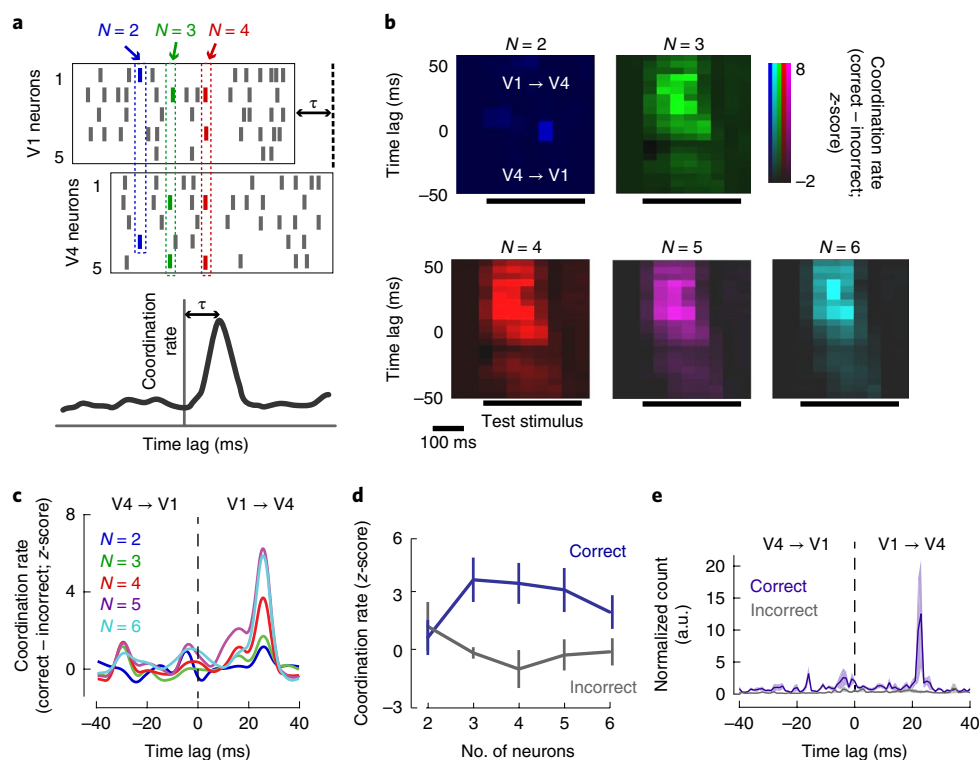 a
N = 2 N = 3 N = 4
1
V1 neurons
5
τ
1
V4 neurons
5
τ
Coordination
rate
Time lag (ms)
b
N = 2 N = 3
50
V1 → V4
Time lag (ms)
0
V4 → V1
–50
8
–2
Coordination rate
(correct – incorrect;
z-score)
N = 4 N = 5 N = 6
50
Time lag (ms)
0
–50
Test stimulus
100 ms
c
V4 → V1 V1 → V4
8
4
0
Coordination rate
(correct – incorrect; z-score)
N = 2
N = 3
N = 4
N = 5
N = 6
–40 –20 0 20 40
Time lag (ms)
d
Coordination rate (z-score)
6
3
0
–3
Correct
Incorrect
2 3 4 5 6
No. of neurons
e
V4 → V1 V1 → V4
Normalized count
(a.u.)
20
15
10
5
0
Correct
Incorrect
–40 –20 0 20 40
Time lag (ms)